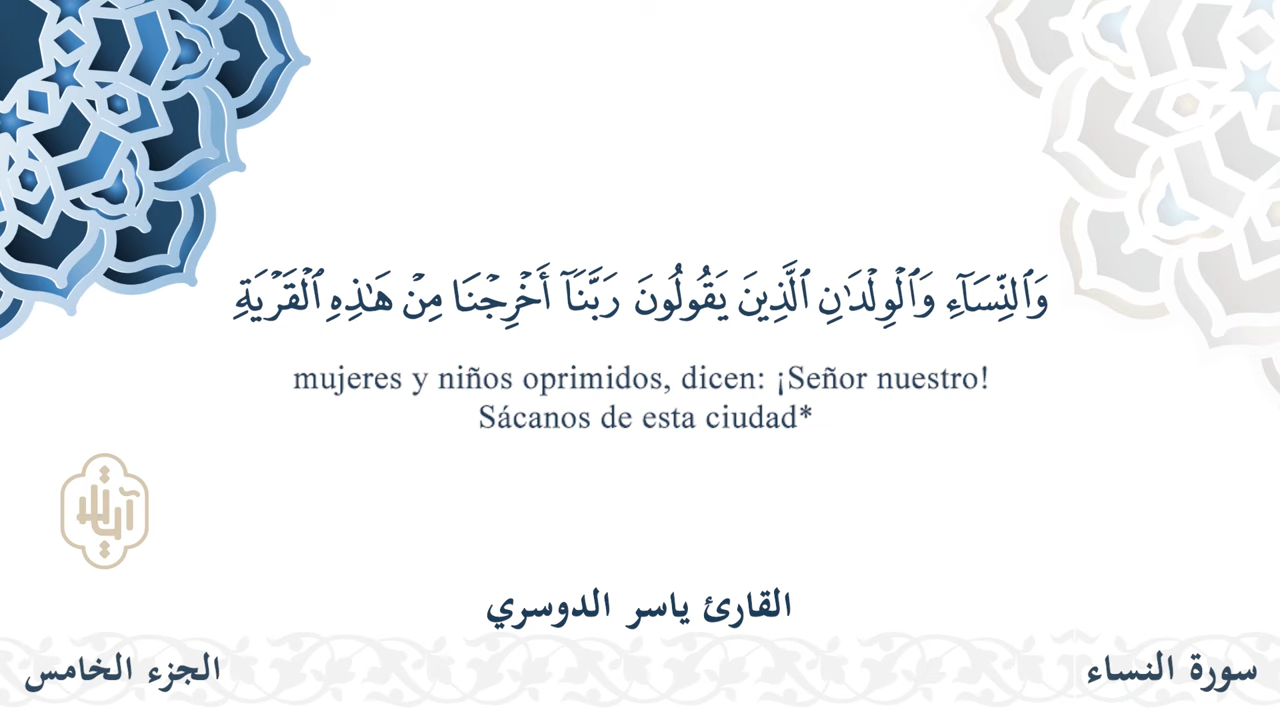 وَٱلنِّسَآءِ وَٱلْوِلْدَٰنِ ٱلَّذِينَ يَقُولُونَ رَبَّنَآ أَخْرِجْنَا مِنْ هَٰذِهِ ٱلْقَرْيَةِ
mujeres y niños oprimidos, dicen: ¡Señor nuestro!
Sácanos de esta ciudad*
القارئ ياسر الدوسري
سورة النساء
الجزء الخامس